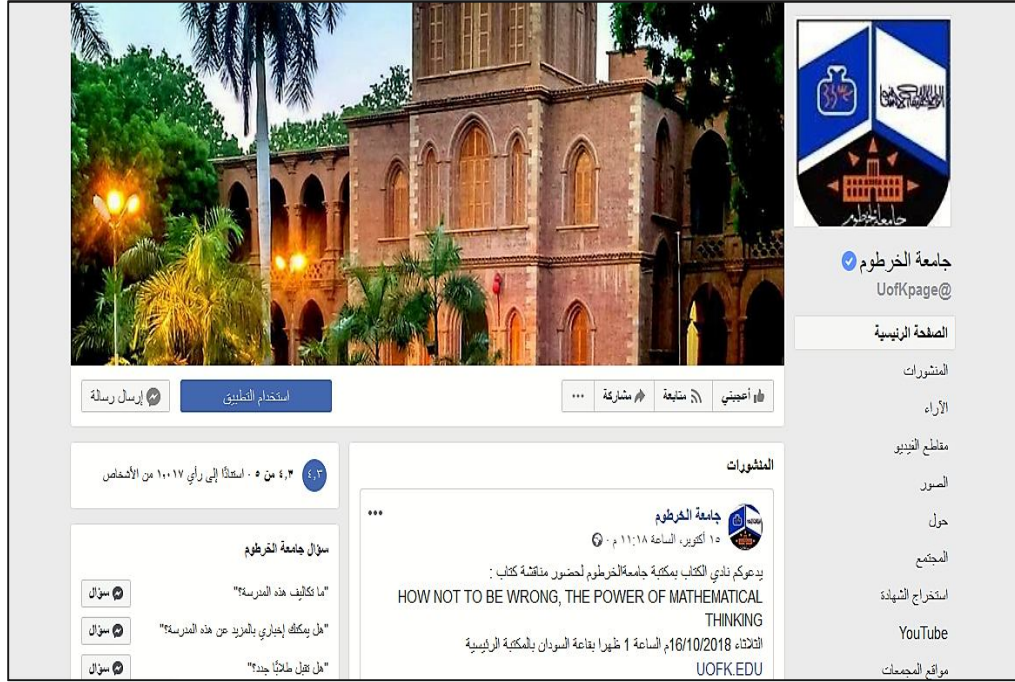 جامعة الخرطوم
جامعة الخرطوم
@UofKpage
الصفحة الرئيسية
المنشورات
الآراء
مقاطع الفيديو
الصور
حول
المجتمع
استخراج الشهادة
YouTube
مواقع المجمعات
أعجبني
متابعة
مشاركة
...
استخدام التطبيق
إرسال رسالة
المنشورات
جامعة الخرطوم
١٥ أكتوبر، الساعة ١١:١٨ م ·
يدعوكم نادي الكتاب بمكتبة جامعةالخرطوم لحضور مناقشة كتاب :
HOW NOT TO BE WRONG, THE POWER OF MATHEMATICAL
THINKING
الثلاثاء 16/10/2018م الساعة 1 ظهرا بقاعة السودان بالمكتبة الرئيسية
UOFK.EDU
٤,٣
٤,٣ من ٥ · استنادًا إلى رأي ١٠،٠١٧ من الأشخاص
سؤال جامعة الخرطوم
"ما تكاليف هذه المدرسة؟"
سؤال
"هل يمكنك إخباري بالمزيد عن هذه المدرسة؟"
سؤال
"هل تقبل طلابًا جدد؟"
سؤال